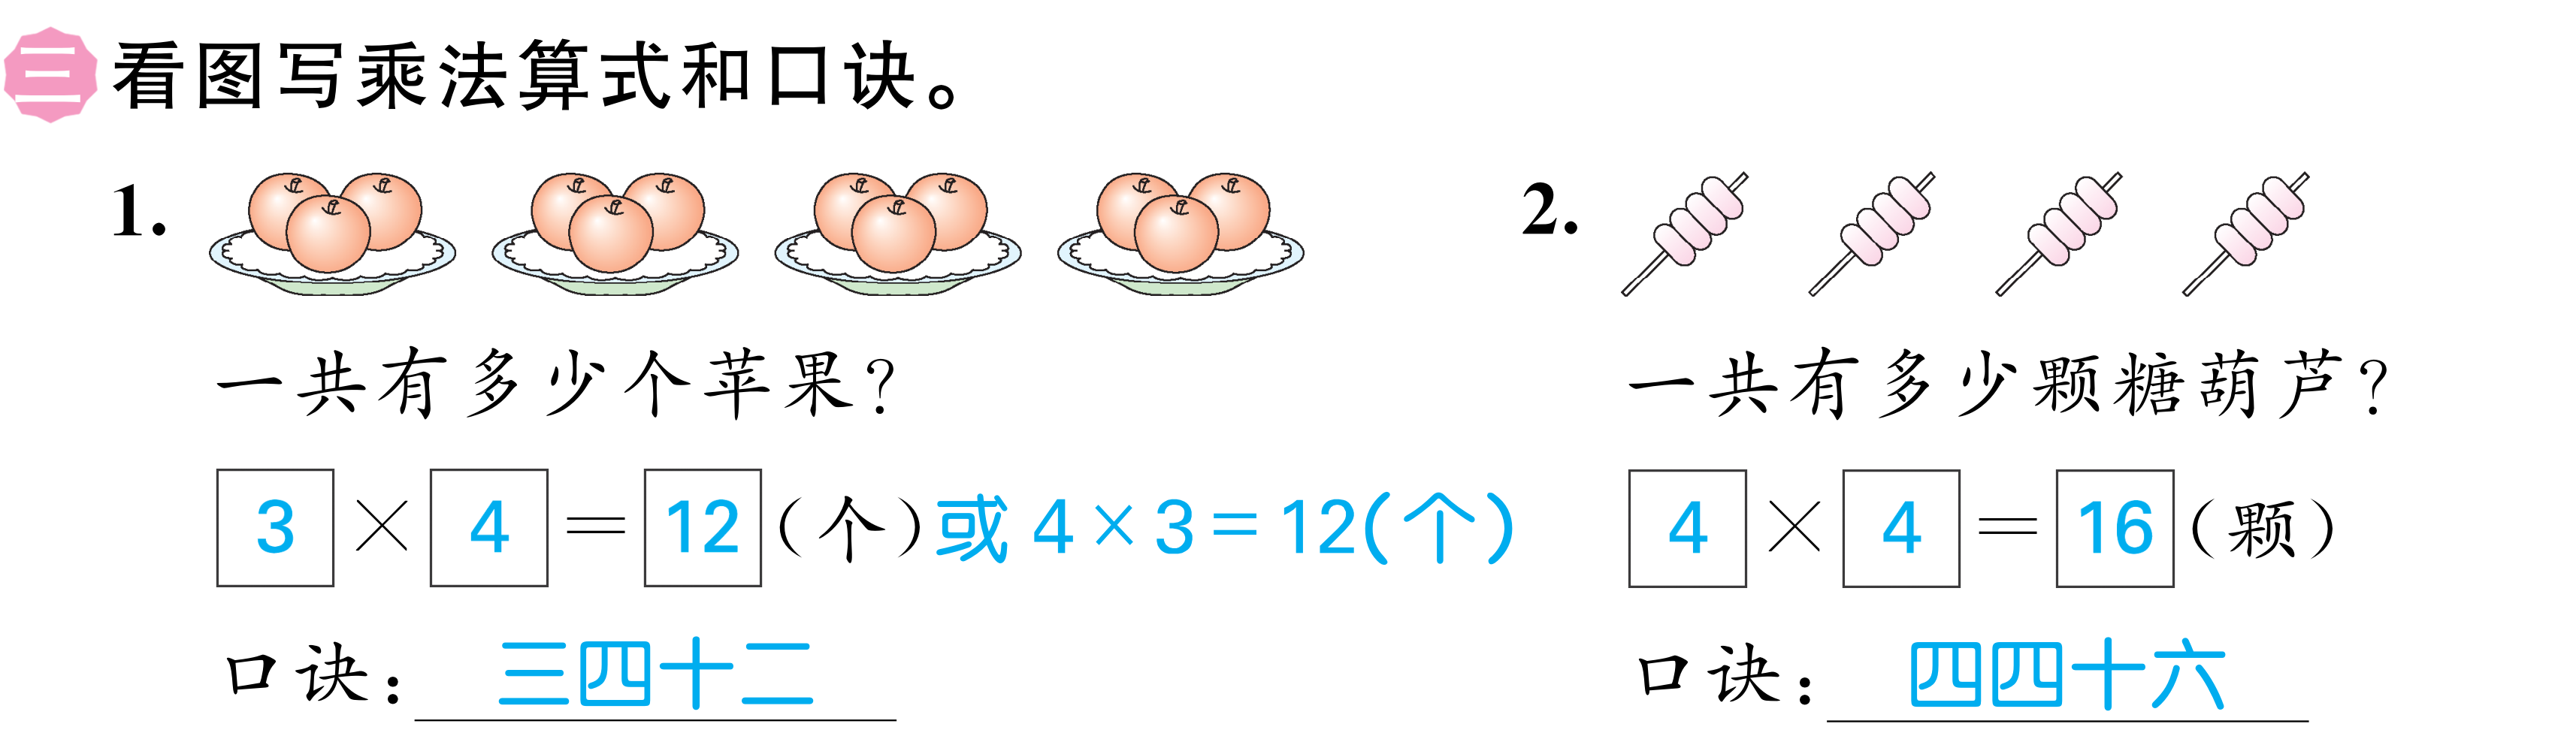 三 看图写乘法算式和口诀。
1.
一共有多少个苹果？
3 × 4 = 12（个）或 4 × 3 = 12(个)
口诀：三四十二
2.
一共有多少颗糖葫芦？
4 × 4 = 16（颗）
口诀：四四十六